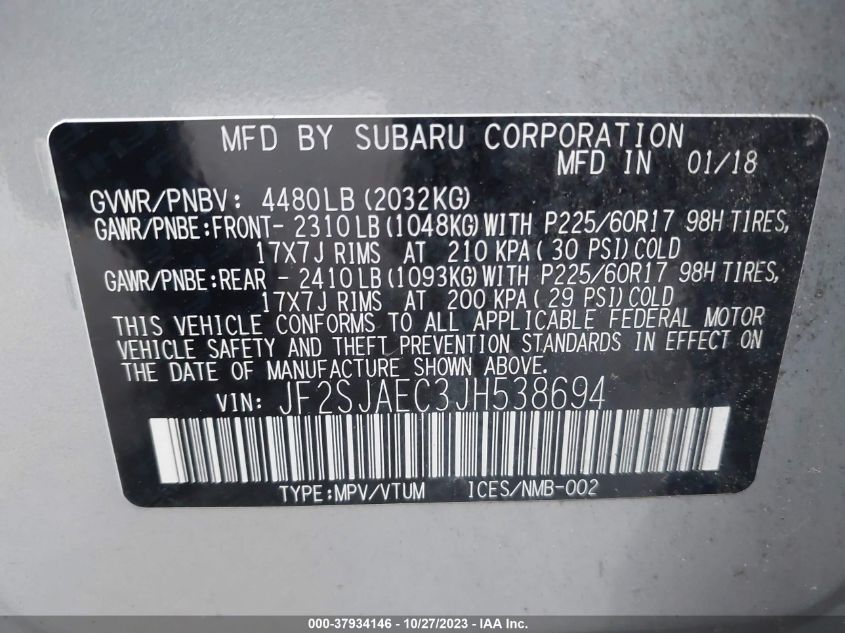 MFD BY SUBARU CORPORATION
MFD IN 01/18
GVWR/PNBV: 4480LB(2032KG)
GAWR/PNBE:FRONT- 2310LB(1048KG)WITH P225/60R17 98H TIRES,
17X7J RIMS AT 210 KPA( 30 PSI)COLD
GAWR/PNBE:REAR - 2410LB(1093KG)WITH P225/60R17 98H TIRES,
17X7J RIMS AT 200 KPA( 29 PSI)COLD
THIS VEHICLE CONFORMS TO ALL APPLICABLE FEDERAL MOTOR
VEHICLE SAFETY AND THEFT PREVENTION STANDARDS IN EFFECT ON
THE DATE OF MANUFACTURE SHOWN ABOVE.
VIN: JF2SJAEC3JH538694
TYPE:MPV/VTUM ICES/NMB-002
000-37934146 - 10/27/2023 - IAA Inc.